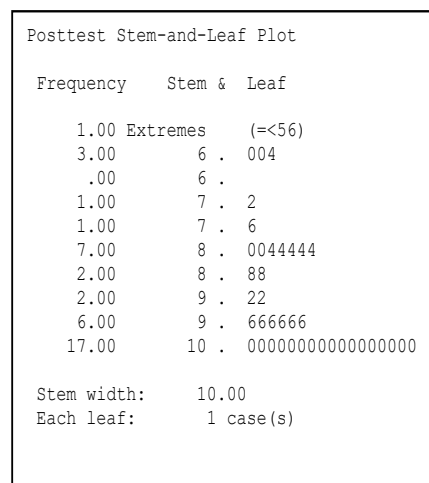 Posttest Stem-and-Leaf Plot
Frequency Stem & Leaf
1.00 Extremes (=<56)
3.00 6 . 004
.00 6 .
1.00 7 . 2
1.00 7 . 6
7.00 8 . 0044444
2.00 8 . 88
2.00 9 . 22
6.00 9 . 666666
17.00 10 . 00000000000000000
Stem width: 10.00
Each leaf: 1 case(s)